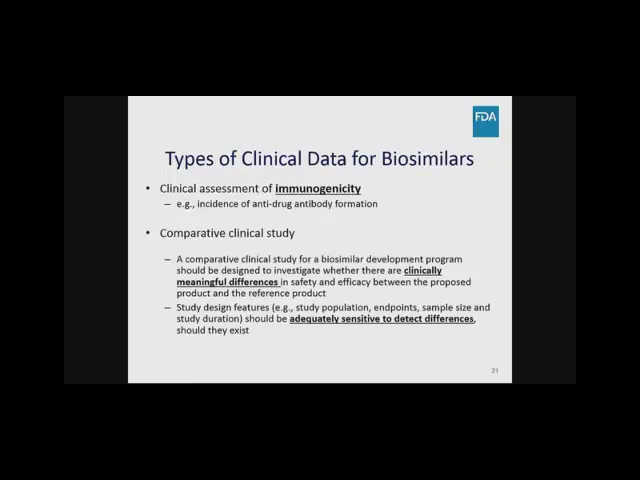 FDA
Types of Clinical Data for Biosimilars
• Clinical assessment of immunogenicity
– e.g., incidence of anti-drug antibody formation
• Comparative clinical study
– A comparative clinical study for a biosimilar development program
should be designed to investigate whether there are clinically
meaningful differences in safety and efficacy between the proposed
product and the reference product
– Study design features (e.g., study population, endpoints, sample size and
study duration) should be adequately sensitive to detect differences,
should they exist
21